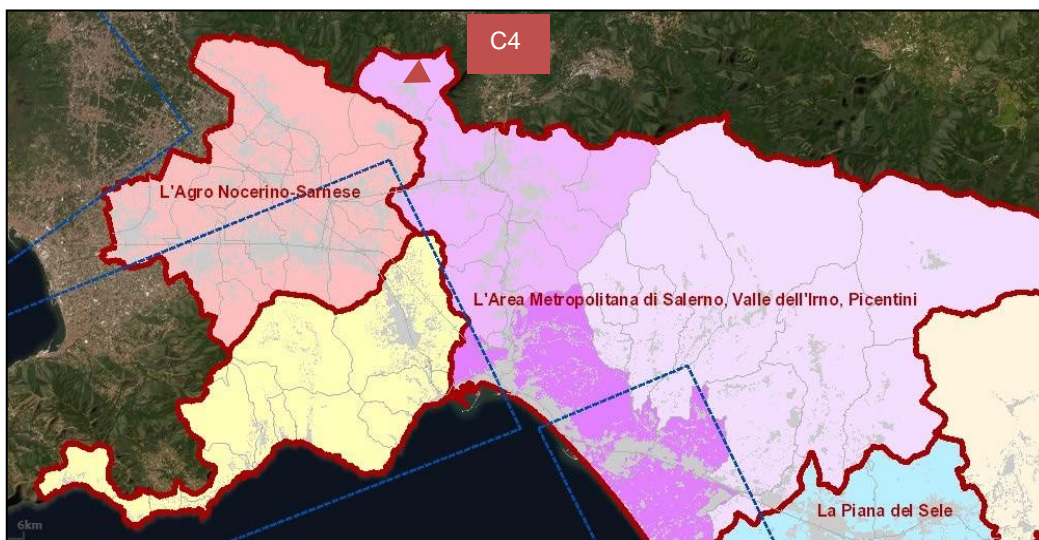 C4
L'Agro Nocerino-Sarnese
L'Area Metropolitana di Salerno, Valle dell'Irno, Picentini
La Piana del Sele
6km